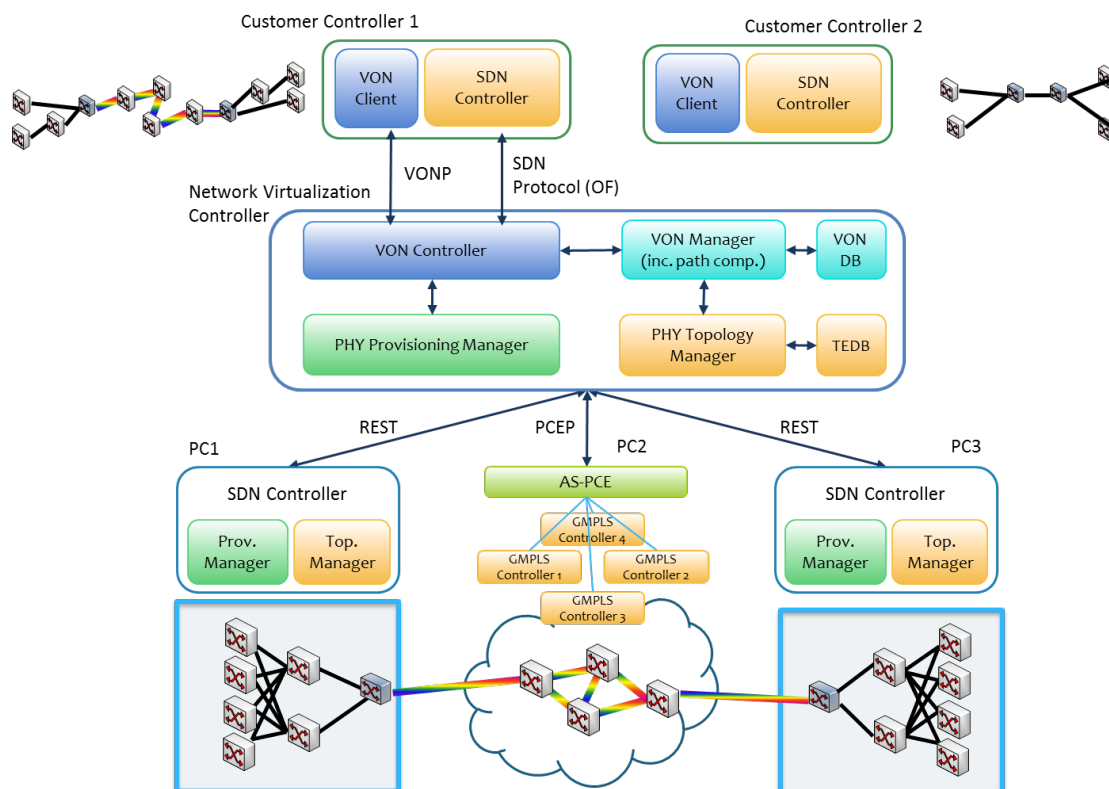 Customer Controller 1
Customer Controller 2
VON
Client
SDN
Controller
VON
Client
SDN
Controller
VONP
SDN
Protocol (OF)
Network Virtualization
Controller
VON Controller
VON Manager
(inc. path comp.)
VON
DB
PHY Provisioning Manager
PHY Topology
Manager
TEDB
REST
PCEP
REST
PC1
PC2
PC3
SDN Controller
AS-PCE
SDN Controller
Prov.
Manager
Top.
Manager
GMPLS
Controller 4
GMPLS
Controller 1
GMPLS
Controller 2
GMPLS
Controller 3
Prov.
Manager
Top.
Manager